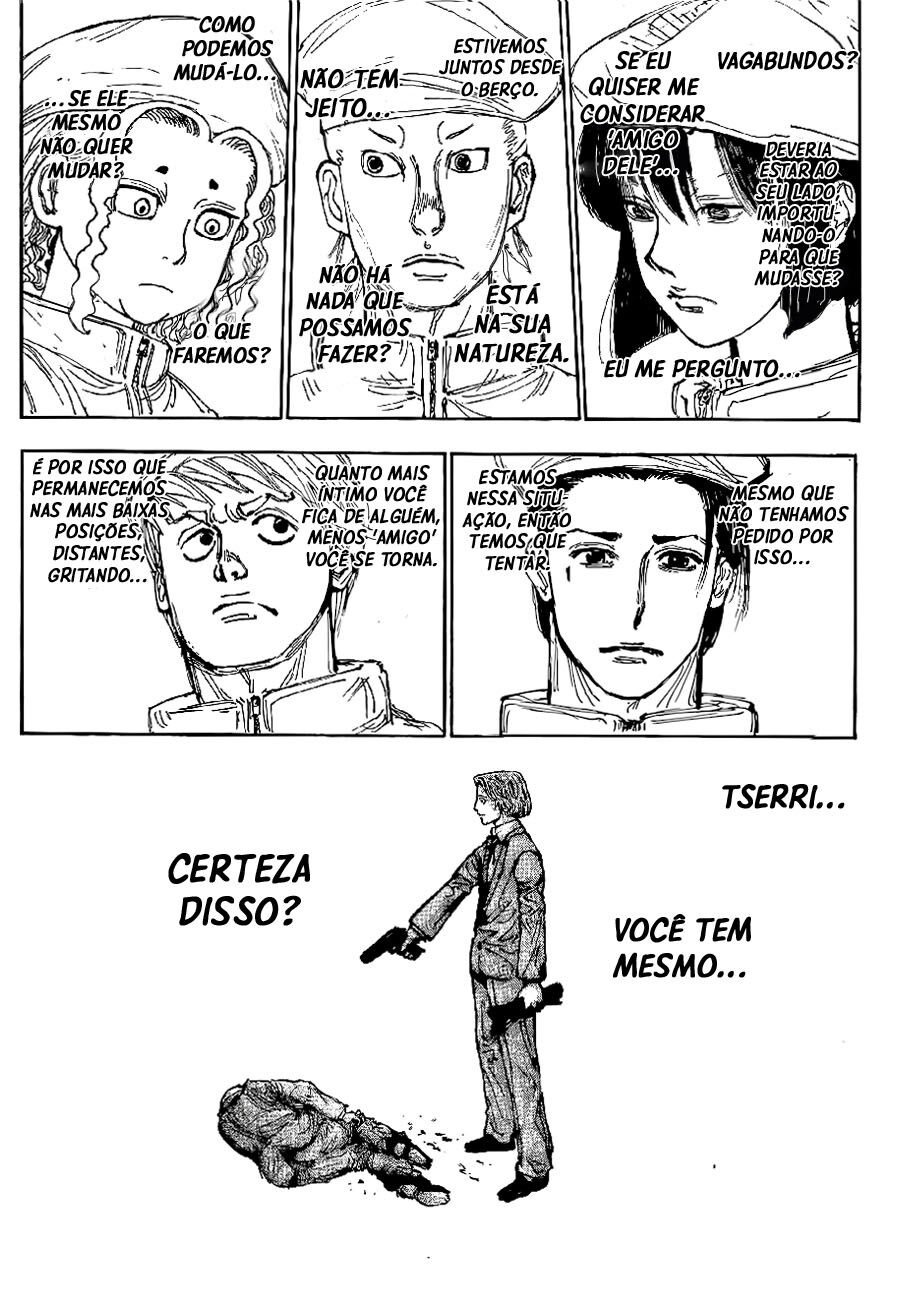 VAGABUNDOS?
DEVERIA
ESTAR AO
SEU LADO,
IMPORTU-
NANDO-O
PARA QUE
MUDASSE?
SE EU
QUISER ME
CONSIDERAR
'AMIGO
DELE'...
EU ME PERGUNTO...
ESTIVEMOS
JUNTOS DESDE
O BERÇO.
NÃO TEM
JEITO...
ESTÁ
NA SUA
NATUREZA.
NÃO HÁ
NADA QUE
POSSAMOS
FAZER?
COMO
PODEMOS
MUDÁ-LO...
...SE ELE
MESMO
NÃO QUER
MUDAR?
O QUE
FAREMOS?
MESMO QUE
NÃO TENHAMOS
PEDIDO POR
ISSO...
ESTAMOS
NESSA SITU-
AÇÃO, ENTÃO
TEMOS QUE
TENTAR.
QUANTO MAIS
ÍNTIMO VOCÊ
FICA DE ALGUÉM,
MENOS 'AMIGO'
VOCÊ SE TORNA.
É POR ISSO QUE
PERMANECEMOS
NAS MAIS BAIXAS
POSIÇÕES,
DISTANTES,
GRITANDO...
TSERRI...
VOCÊ TEM
MESMO...
CERTEZA
DISSO?